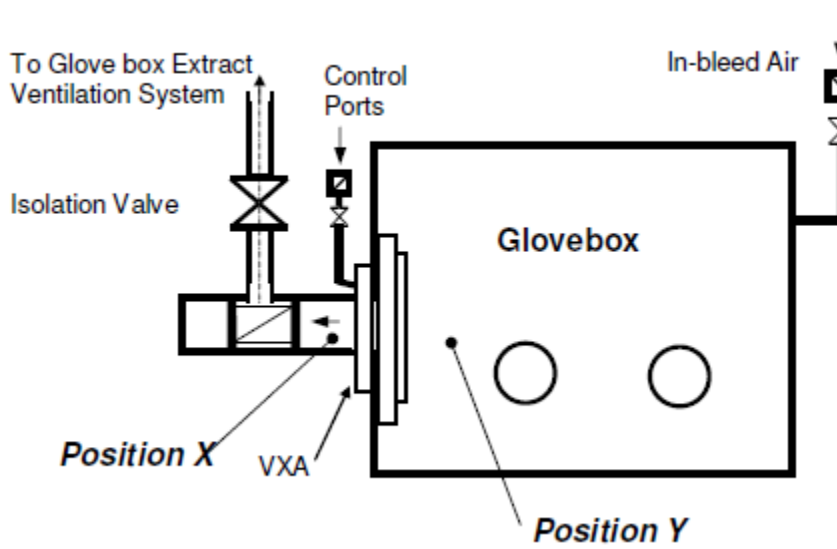 To Glove box Extract
Ventilation System
Control
Ports
In-bleed Air
Isolation Valve
Glovebox
Position X
VXA
Position Y